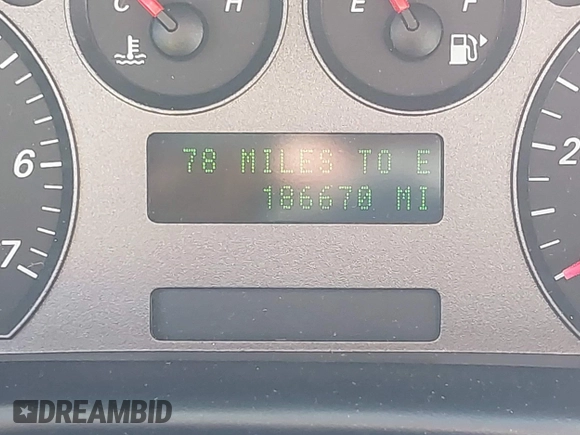 C H
E F
78 MILES TO E
186670 MI
6
7
2
DREAMBID